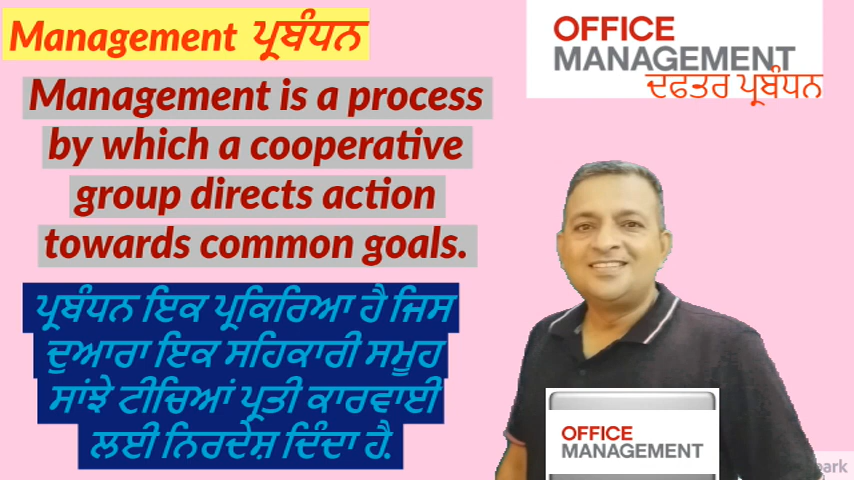 Management ਪ੍ਰਬੰਧਨ
Management is a process
by which a cooperative
group directs action
towards common goals.
ਪ੍ਰਬੰਧਨ ਇਕ ਪ੍ਰਕਿਰਿਆ ਹੈ ਜਿਸ
ਦੁਆਰਾ ਇਕ ਸਹਿਕਾਰੀ ਸਮੂਹ
ਸਾਂਝੇ ਟੀਚਿਆਂ ਪ੍ਰਤੀ ਕਾਰਵਾਈ
ਲਈ ਨਿਰਦੇਸ਼ ਦਿੰਦਾ ਹੈ.
OFFICE
MANAGEMENT
ਦਫਤਰ ਪ੍ਰਬੰਧਨ
OFFICE
MANAGEMENT